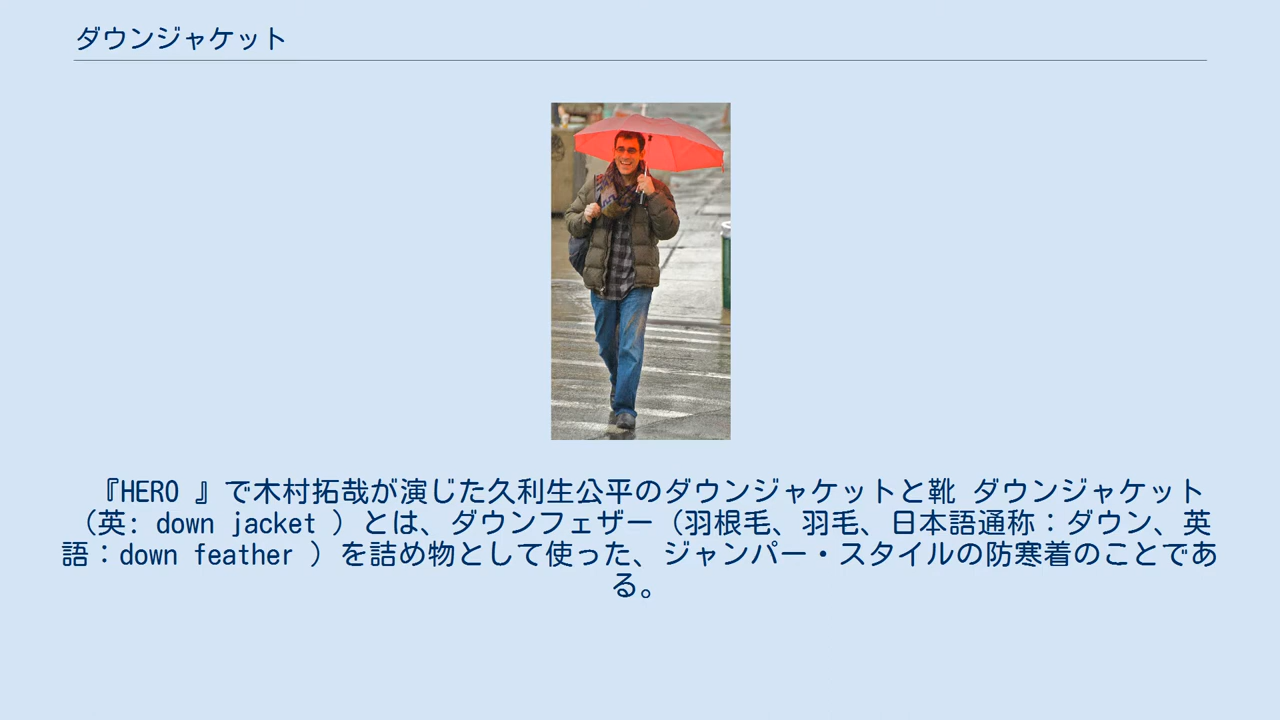 ダウンジャケット
『HERO 』で木村拓哉が演じた久利生公平のダウンジャケットと靴 ダウンジャケット
（英: down jacket ）とは、ダウンフェザー（羽根毛、羽毛、日本語通称：ダウン、英
語：down feather ）を詰め物として使った、ジャンパー・スタイルの防寒着のことであ
る。